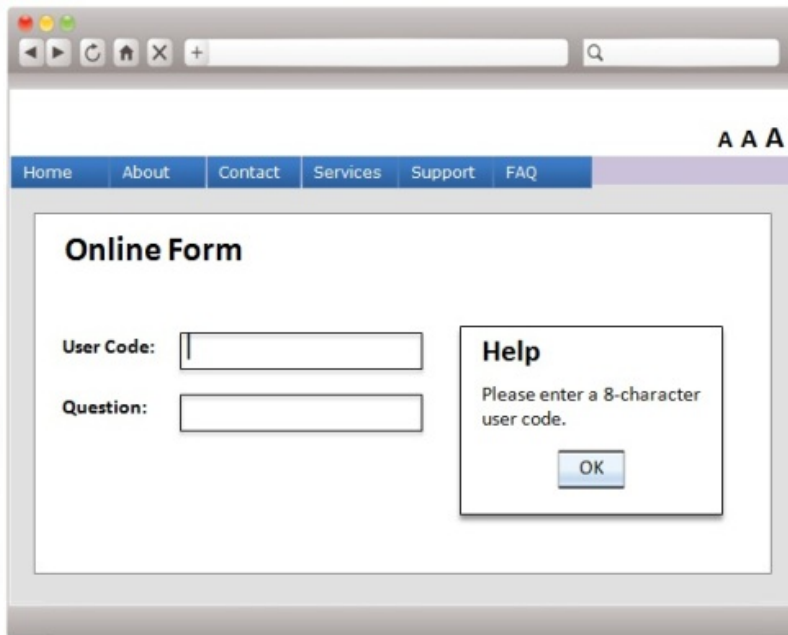 A A A
Home About Contact Services Support FAQ
Online Form
User Code:
Question:
Help
Please enter a 8-character
user code.
OK